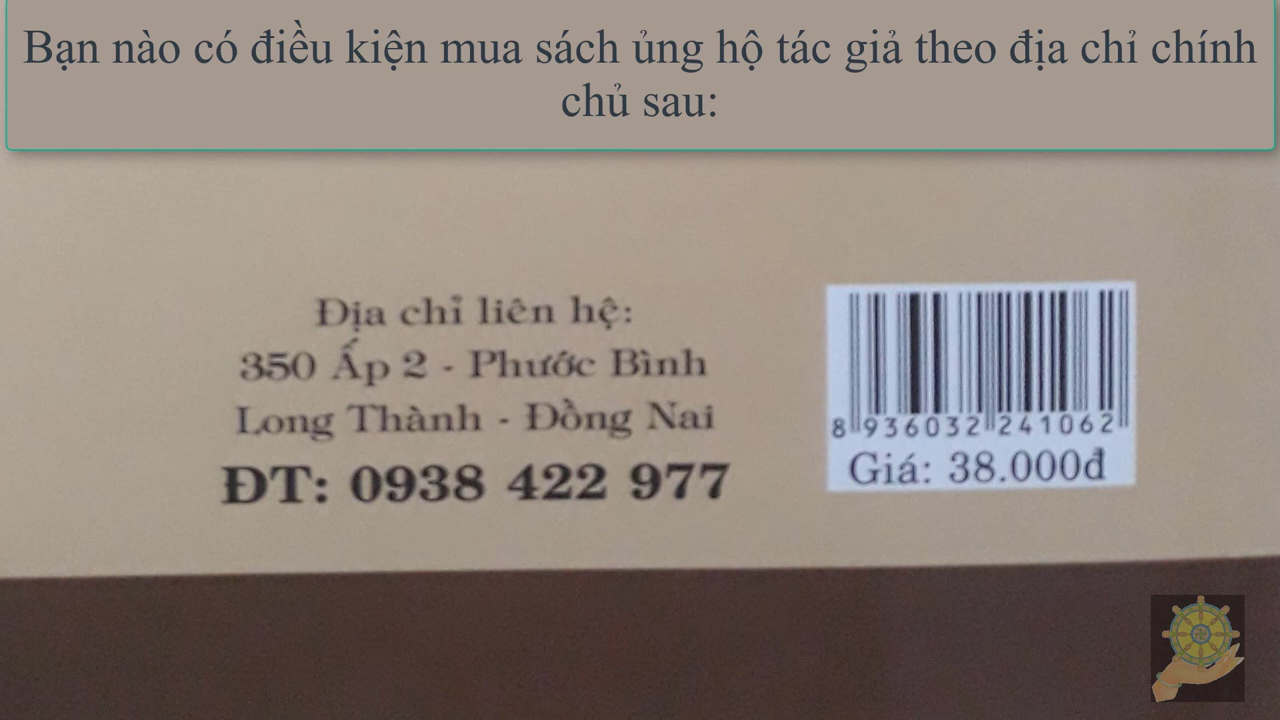 Bạn nào có điều kiện mua sách ủng hộ tác giả theo địa chỉ chính
chủ sau:
Địa chỉ liên hệ:
350 Ấp 2 - Phước Bình
Long Thành - Đồng Nai
ĐT: 0938 422 977
8 936032 241062
Giá: 38.000đ